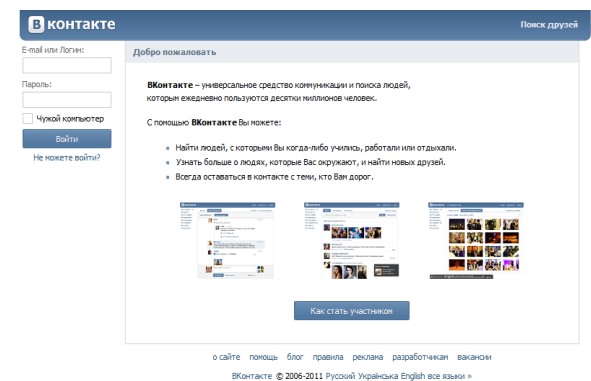 В контакте
Поиск друзей
E-mail или Логин:
Пароль:
Чужой компьютер
Войти
Не можете войти?
Добро пожаловать
ВКонтакте – универсальное средство коммуникации и поиска людей,
которым ежедневно пользуются десятки миллионов человек.
С помощью ВКонтакте Вы можете:
Найти людей, с которыми Вы когда-либо учились, работали или отдыхали.
Узнать больше о людях, которые Вас окружают, и найти новых друзей.
Всегда оставаться в контакте с теми, кто Вам дорог.
Как стать участником
о сайте помощь блог правила реклама разработчикам вакансии
ВКонтакте © 2006-2011 Русский Українська English все языки »